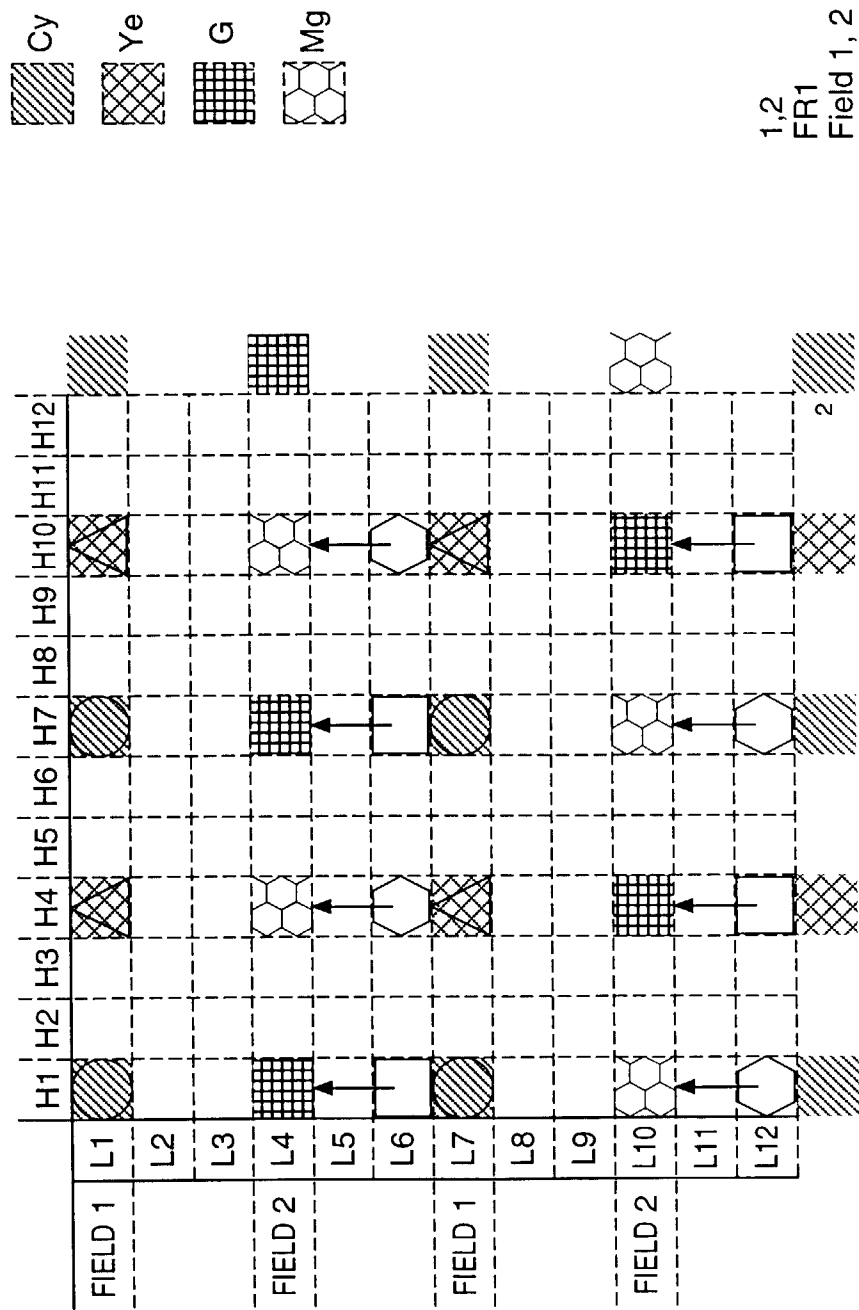 Cy
Ye
G
Mg
H1 H2 H3 H4 H5 H6 H7 H8 H9 H10 H11 H12
FIELD 1 L1
L2
L3
FIELD 2 L4
L5
L6
FIELD 1 L7
L8
L9
FIELD 2 L10
L11
L12
2
1,2
FR1
Field 1, 2